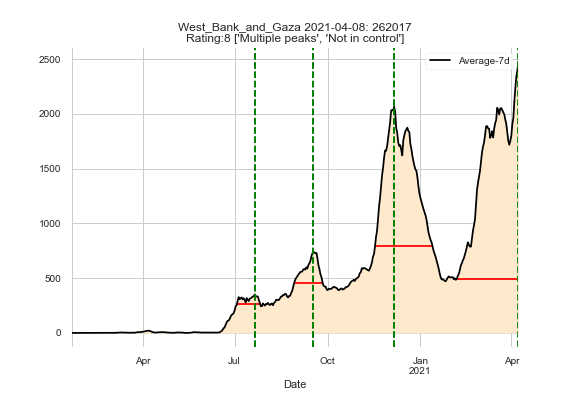 West_Bank_and_Gaza 2021-04-08: 262017
Rating:8 ['Multiple peaks', 'Not in control']
Average-7d
2500
2000
1500
1000
500
0
Apr
Jul
Oct
Jan
2021
Apr
Date